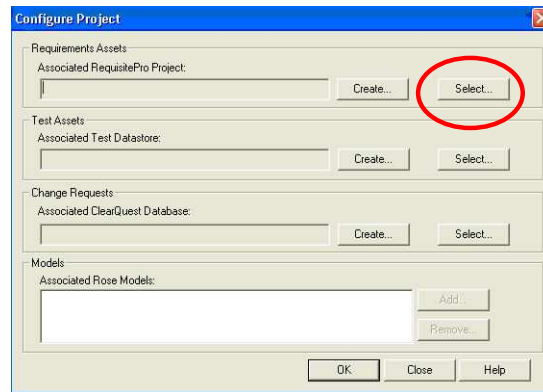 Configure Project
Requirements Assets
Associated RequisitePro Project:
Create... Select...
Test Assets
Associated Test Datastore:
Create... Select...
Change Requests
Associated ClearQuest Database:
Create... Select...
Models
Associated Rose Models:
Add...
Remove...
OK Close Help